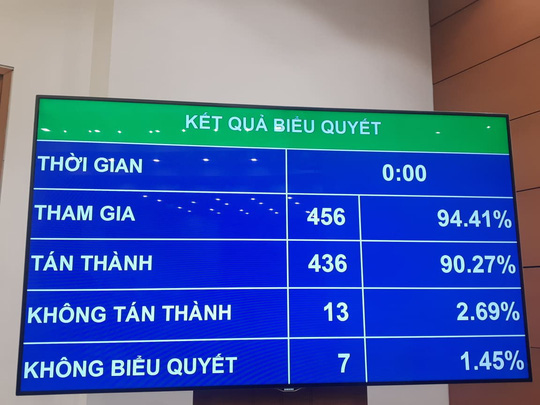 KẾT QUẢ BIỂU QUYẾT
THỜI GIAN 0:00
THAM GIA 456 94.41%
TÁN THÀNH 436 90.27%
KHÔNG TÁN THÀNH 13 2.69%
KHÔNG BIỂU QUYẾT 7 1.45%